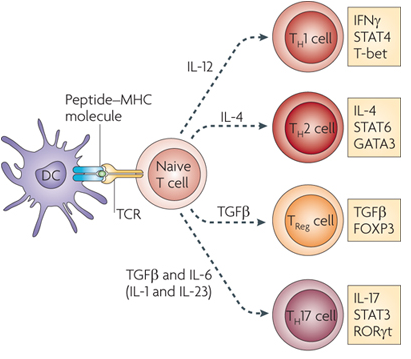 Peptide–MHC
molecule
DC
TCR
Naive
T cell
IL-12
IL-4
TGFβ
TGFβ and IL-6
(IL-1 and IL-23)
TH1 cell
IFNγ
STAT4
T-bet
TH2 cell
IL-4
STAT6
GATA3
TReg cell
TGFβ
FOXP3
TH17 cell
IL-17
STAT3
RORγt